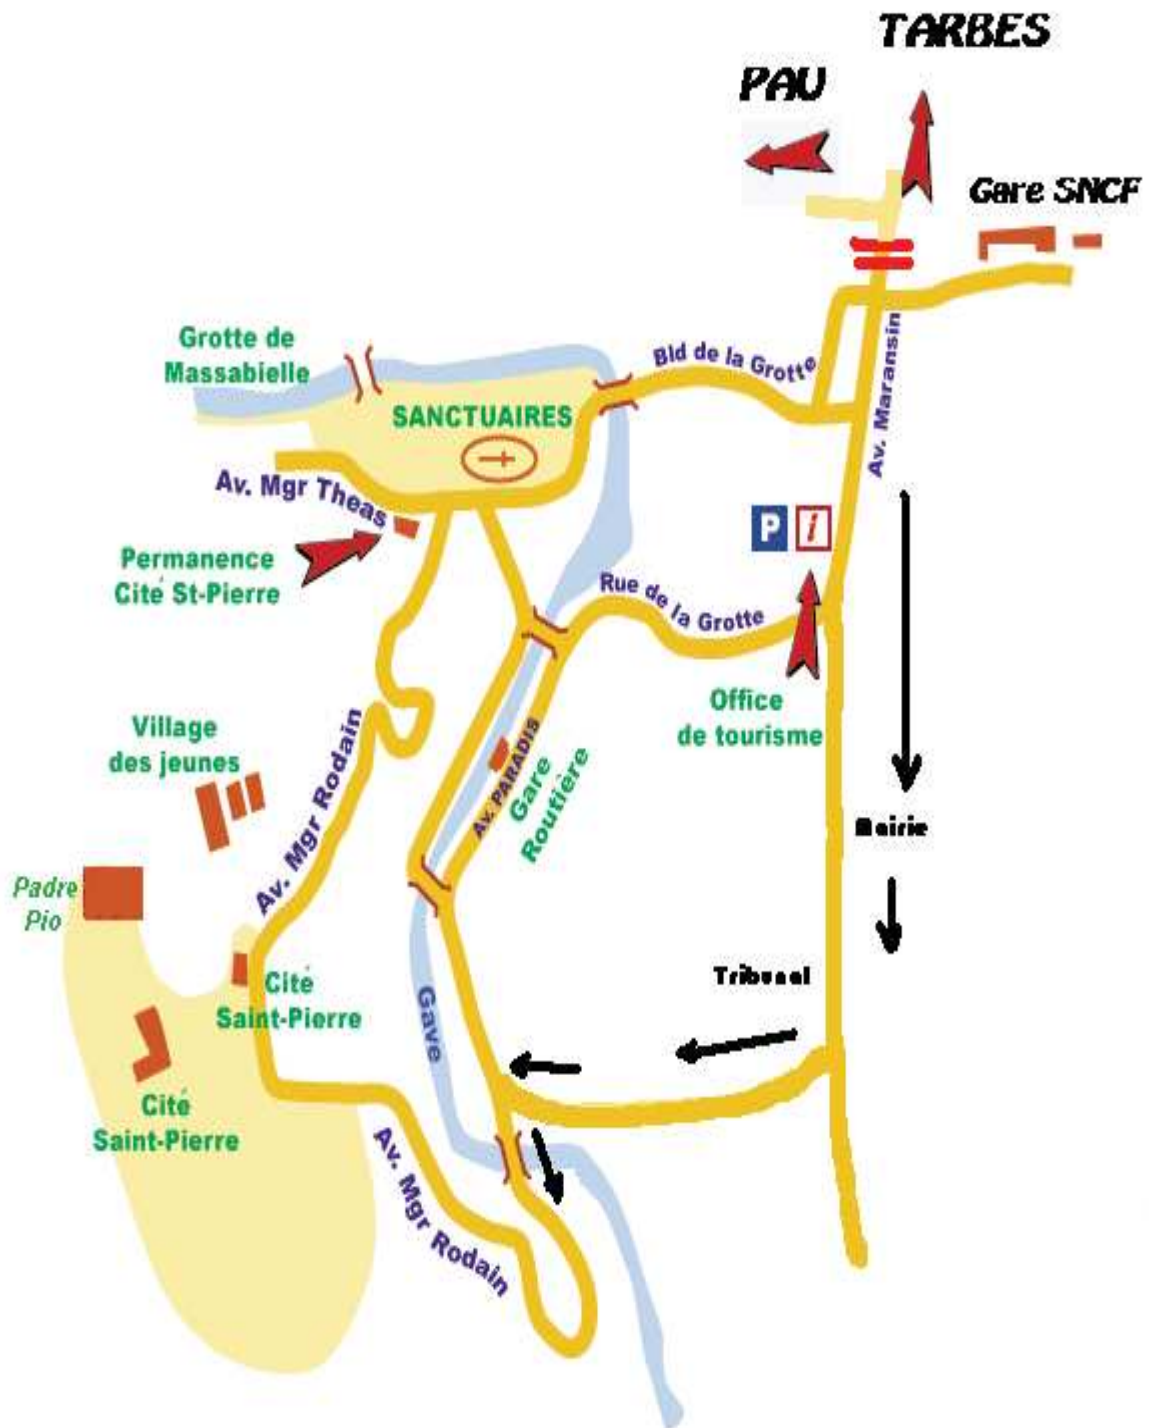 TARBES
PAU
Gare SNCF
Grotte de
Massabielle
Bld de la Grotte
Av. Maransin
SANCTUAIRES
Av. Mgr Theas
P
i
Permanence
Cité St-Pierre
Rue de la Grotte
Office
de tourisme
Village
des jeunes
Av. Mgr Rodain
Av. PARADIS
Gare
Routière
Mairie
Padre
Pio
Tribunal
Cité
Saint-Pierre
Gave
Cité
Saint-Pierre
Av. Mgr Rodain